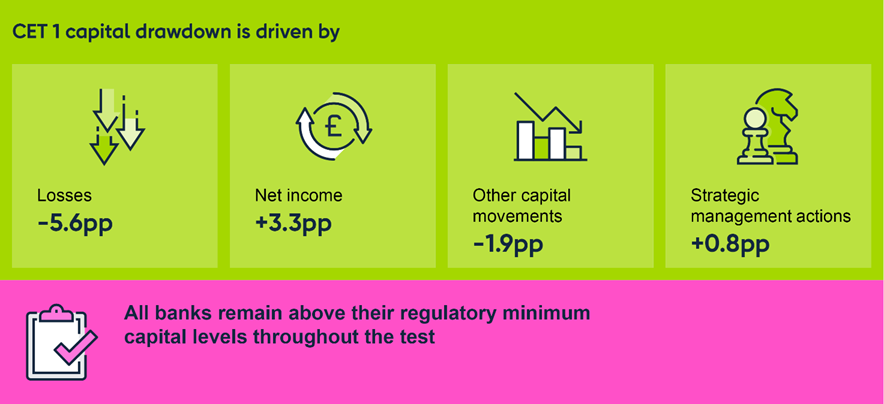 CET 1 capital drawdown is driven by
£
Losses
-5.6pp
Net income
+3.3pp
Other capital
movements
-1.9pp
Strategic
management actions
+0.8pp
All banks remain above their regulatory minimum
capital levels throughout the test